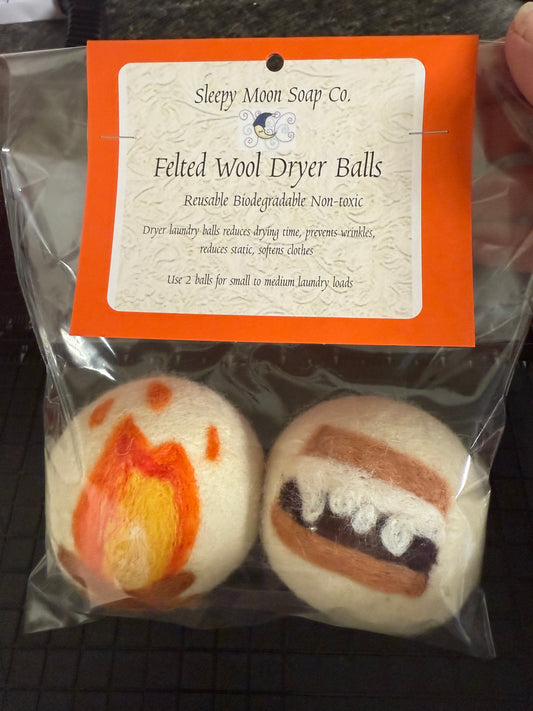 Sleepy Moon Soap Co.
Felted Wool Dryer Balls
Reusable Biodegradable Non-toxic
Dryer laundry balls reduces drying time, prevents wrinkles,
reduces static, softens clothes
Use 2 balls for small to medium laundry loads